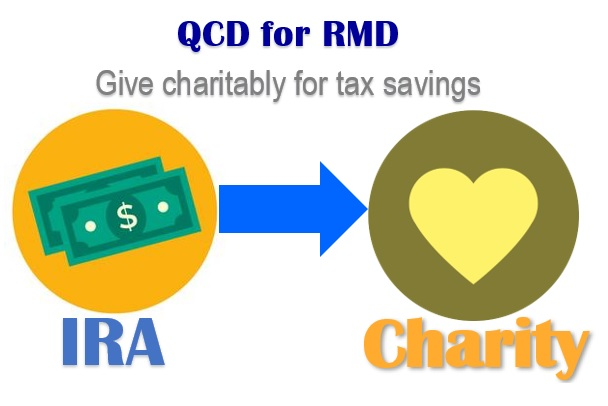 QCD for RMD
Give charitably for tax savings
$
IRA
Charity